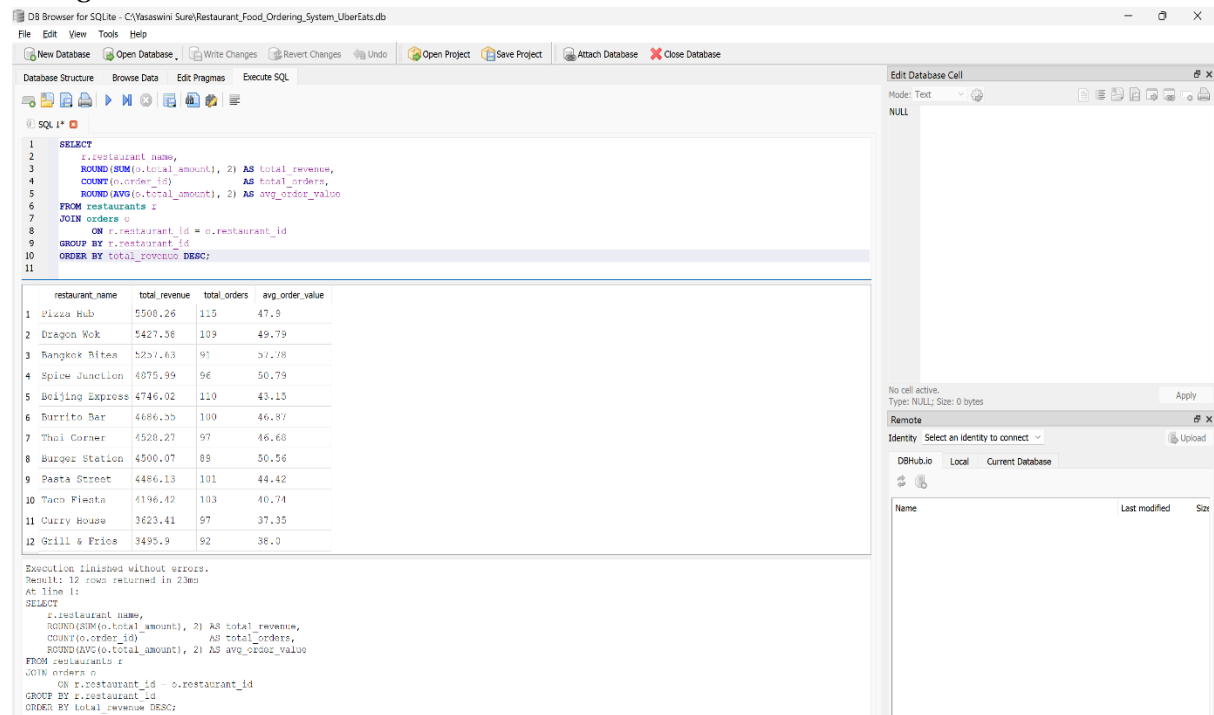 DB Browser for SQLite - C:\Yasaswini Sure\Restaurant_Food_Ordering_System_UberEats.db
File Edit View Tools Help
New Database Open Database Write Changes Revert Changes Undo Open Project Save Project Attach Database Close Database
Database Structure Browse Data Edit Pragmas Execute SQL
SQL 1*
1 SELECT
2 r.restaurant_name,
3 ROUND(SUM(o.total_amount), 2) AS total_revenue,
4 COUNT(o.order_id) AS total_orders,
5 ROUND(AVG(o.total_amount), 2) AS avg_order_value
6 FROM restaurants r
7 JOIN orders o
8 ON r.restaurant_id = o.restaurant_id
9 GROUP BY r.restaurant_id
10 ORDER BY total_revenue DESC;
11
restaurant_name total_revenue total_orders avg_order_value
1 Pizza Hub 5508.26 115 47.9
2 Dragon Wok 5427.58 109 49.79
3 Bangkok Bites 5257.63 91 57.78
4 Spice Junction 4875.99 96 50.79
5 Beijing Express 4746.02 110 43.15
6 Burrito Bar 4686.55 100 46.87
7 Thai Corner 4528.27 97 46.68
8 Burger Station 4500.07 89 50.56
9 Pasta Street 4486.13 101 44.42
10 Taco Fiesta 4196.42 103 40.74
11 Curry House 3623.41 97 37.35
12 Grill & Fries 3495.9 92 38.0
Execution finished without errors.
Result: 12 rows returned in 23ms
At line 1:
SELECT
r.restaurant_name,
ROUND(SUM(o.total_amount), 2) AS total_revenue,
COUNT(o.order_id) AS total_orders,
ROUND(AVG(o.total_amount), 2) AS avg_order_value
FROM restaurants r
JOIN orders o
ON r.restaurant_id = o.restaurant_id
GROUP BY r.restaurant_id
ORDER BY total_revenue DESC;
Edit Database Cell
Mode: Text
NULL
No cell active.
Type: NULL; Size: 0 bytes
Apply
Remote
Identity Select an identity to connect Upload
DBHub.io Local Current Database
Name Last modified Size